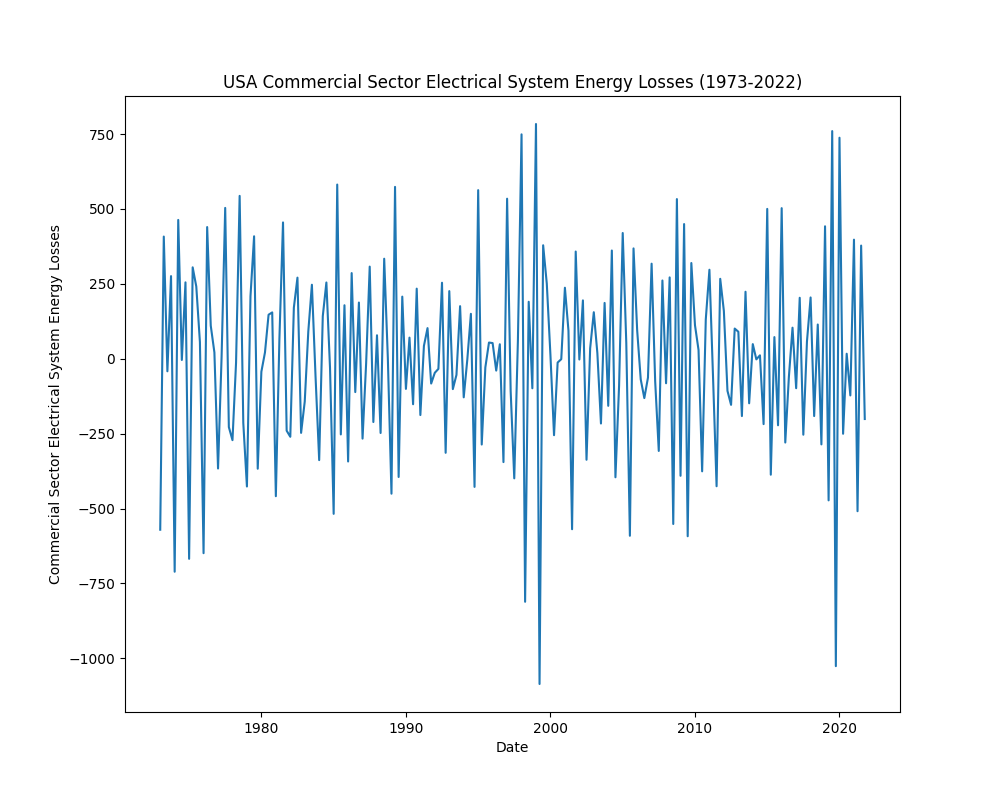 USA Commercial Sector Electrical System Energy Losses (1973-2022)
Commercial Sector Electrical System Energy Losses
750
500
250
0
−250
−500
−750
−1000
1980 1990 2000 2010 2020
Date